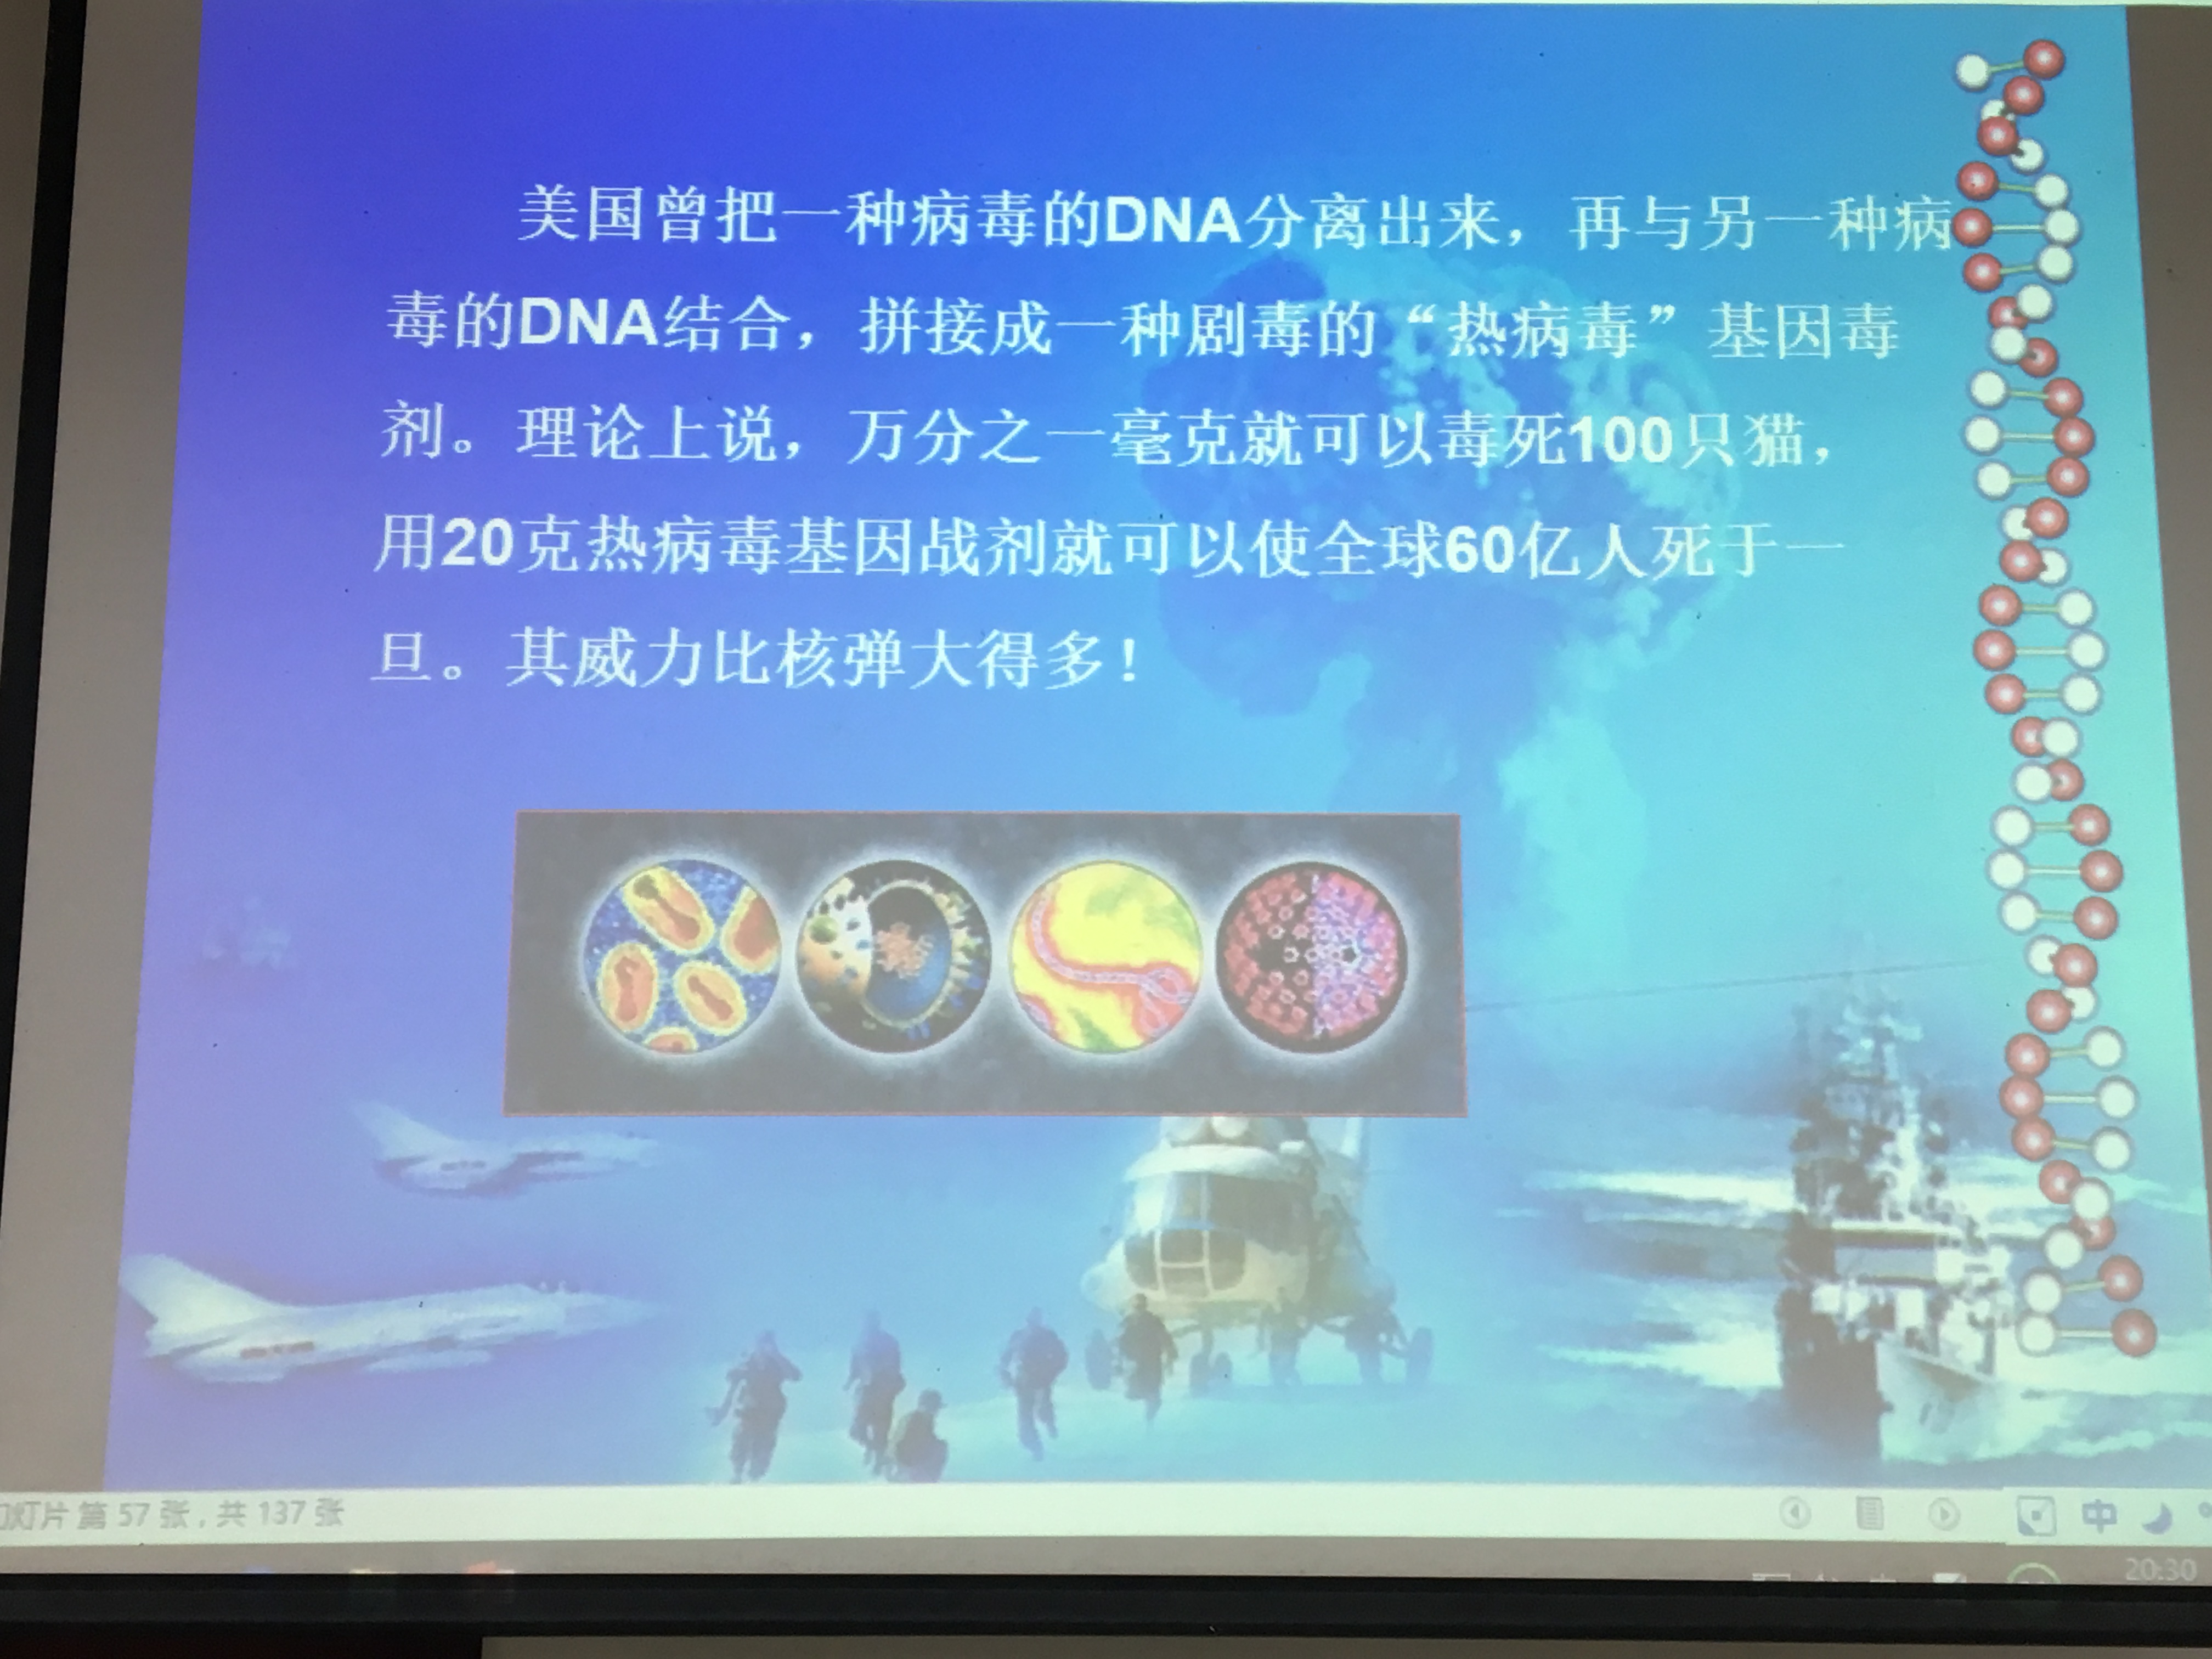 美国曾把一种病毒的DNA分离出来，再与另一种病
毒的DNA结合，拼接成一种剧毒的“热病毒”基因毒
剂。理论上说，万分之一毫克就可以毒死100只猫，
用20克热病毒基因战剂就可以使全球60亿人死于一
旦。其威力比核弹大得多！
幻灯片 第 57 张，共 137 张
中
20:30